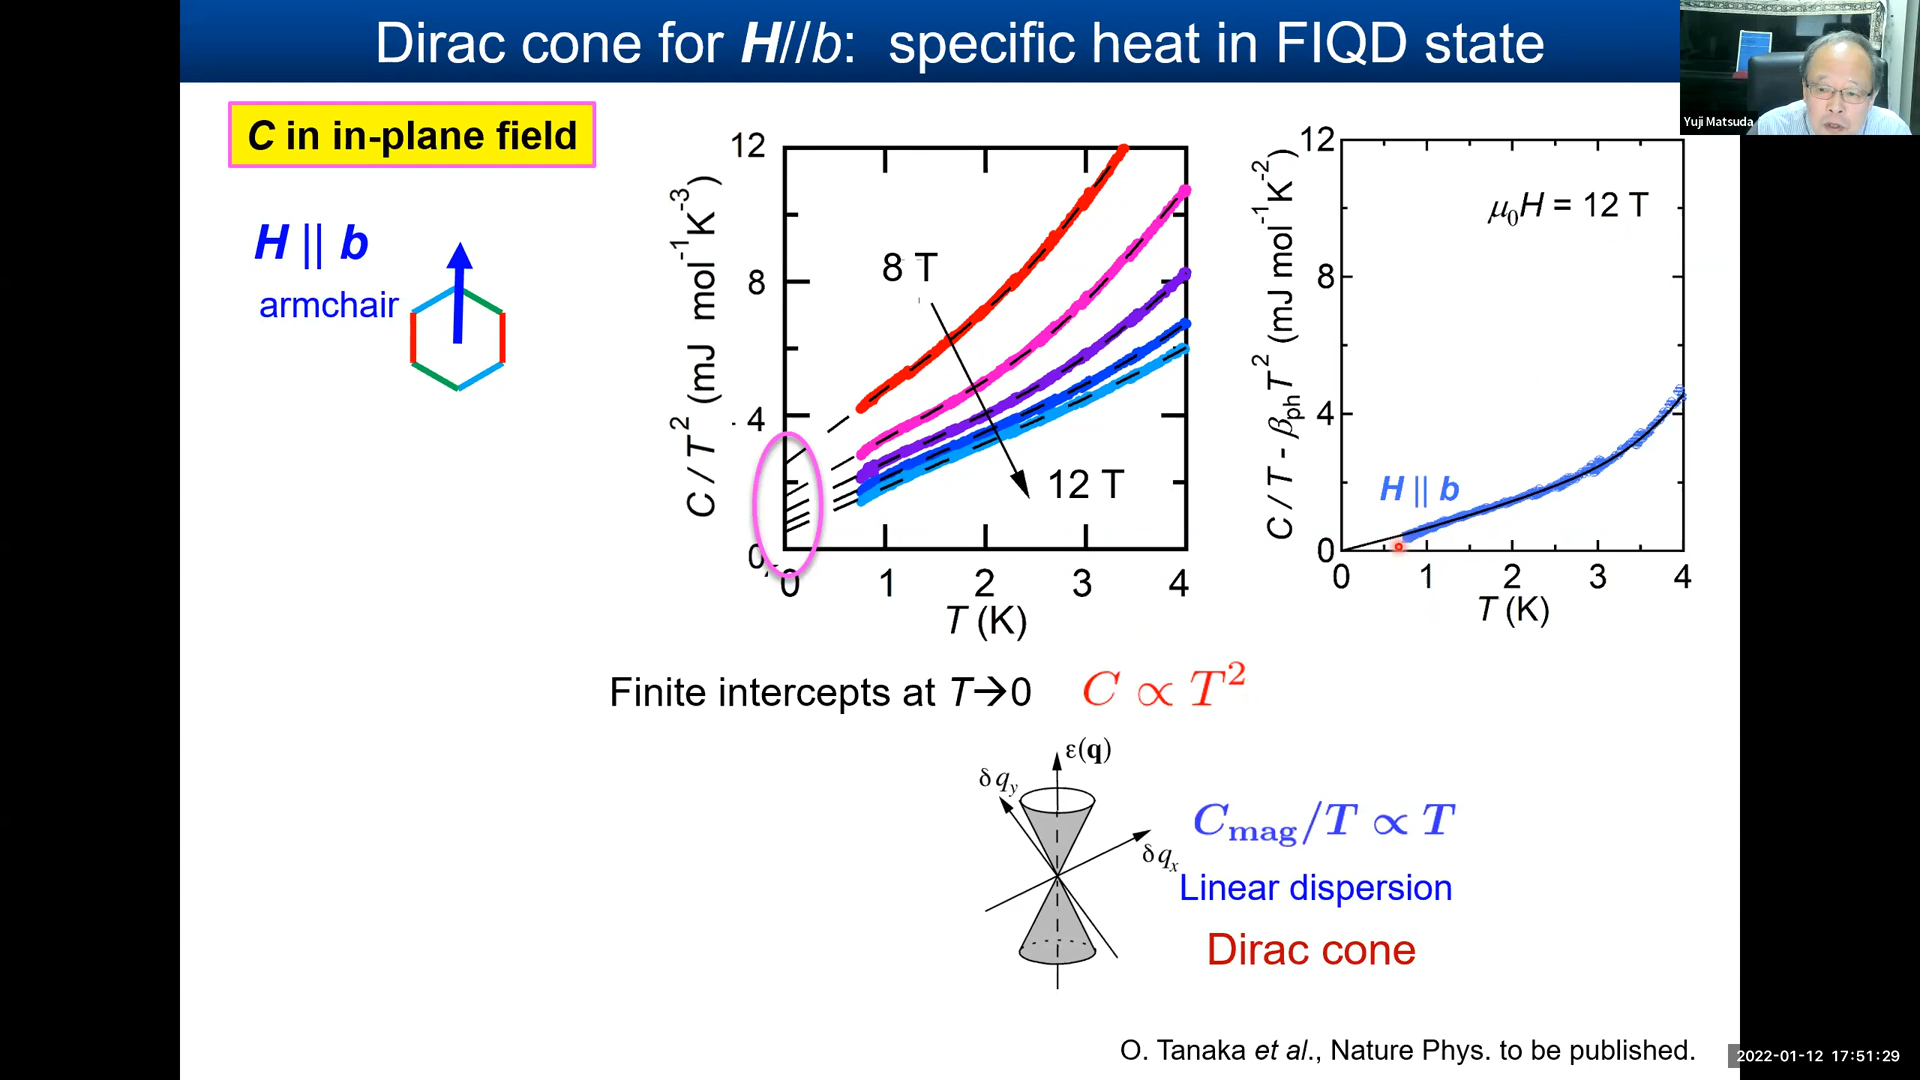 Dirac cone for H//b: specific heat in FIQD state
Yuji Matsuda
C in in-plane field
H || b
armchair
C / T² (mJ mol⁻¹K⁻³)
12
8
4
0
8 T
12 T
0 1 2 3 4
T (K)
C / T - βphT² (mJ mol⁻¹K⁻²)
12
8
4
0
μ₀H = 12 T
H || b
0 1 2 3 4
T (K)
Finite intercepts at T→0 C ∝ T²
ε(q)
δqy
δqx
Cmag/T ∝ T
Linear dispersion
Dirac cone
O. Tanaka et al., Nature Phys. to be published.
2022-01-12 17:51:29